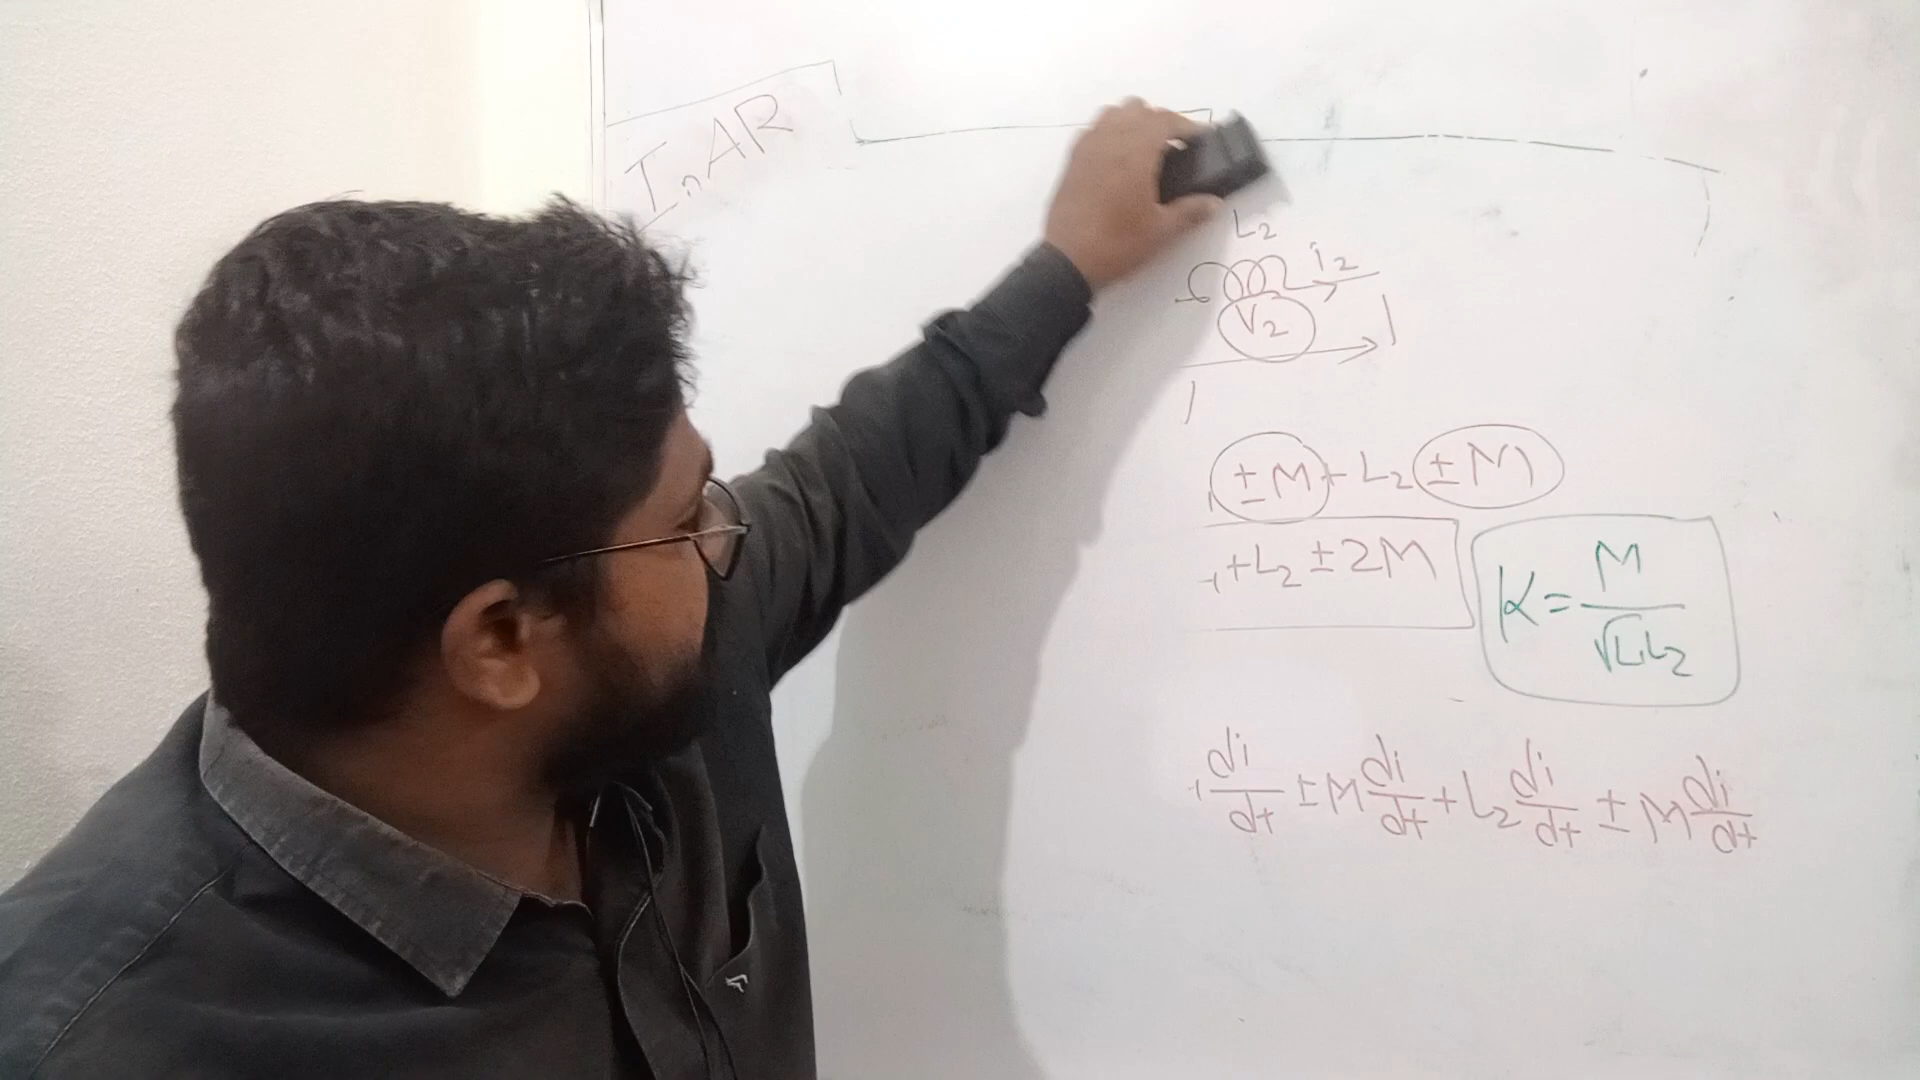 InAR
L₂
i₂
V₂
±M + L₂ ±M
+L₂ ±2M
K = M/√L₁L₂
di/dt ± M di/dt + L₂ di/dt ± M di/dt